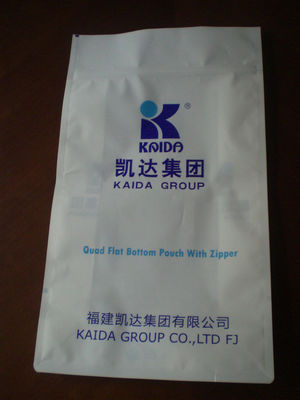 ®
KAIDA
凯达集团
KAIDA GROUP
Quad Flat Bottom Pouch With Zipper
福建凯达集团有限公司
KAIDA GROUP CO.,LTD FJ